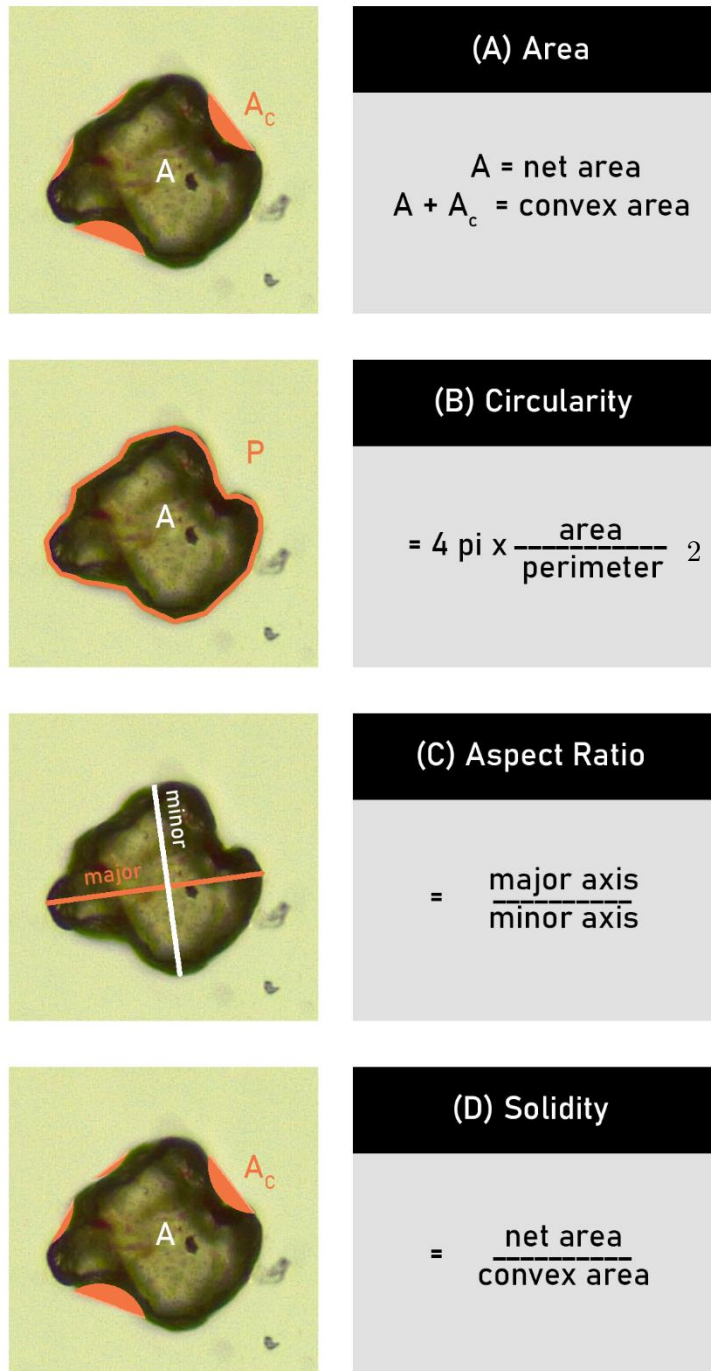 A
A_c
(A) Area
A = net area
A + A_c = convex area
A
P
(B) Circularity
= 4 pi x area
perimeter 2
minor
major
(C) Aspect Ratio
= major axis
minor axis
A
A_c
(D) Solidity
= net area
convex area